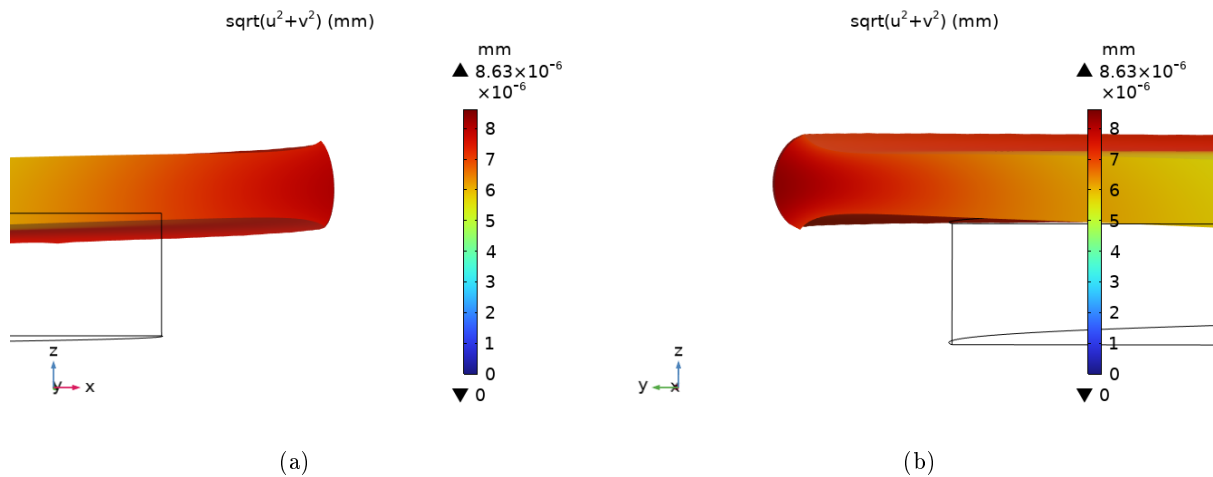 sqrt(u²+v²) (mm)
mm
▲ 8.63×10⁻⁶
×10⁻⁶
8
7
6
5
4
3
2
1
0
▼ 0
z
y x
(a)
sqrt(u²+v²) (mm)
mm
▲ 8.63×10⁻⁶
×10⁻⁶
8
7
6
5
4
3
2
1
0
▼ 0
z
y x
(b)